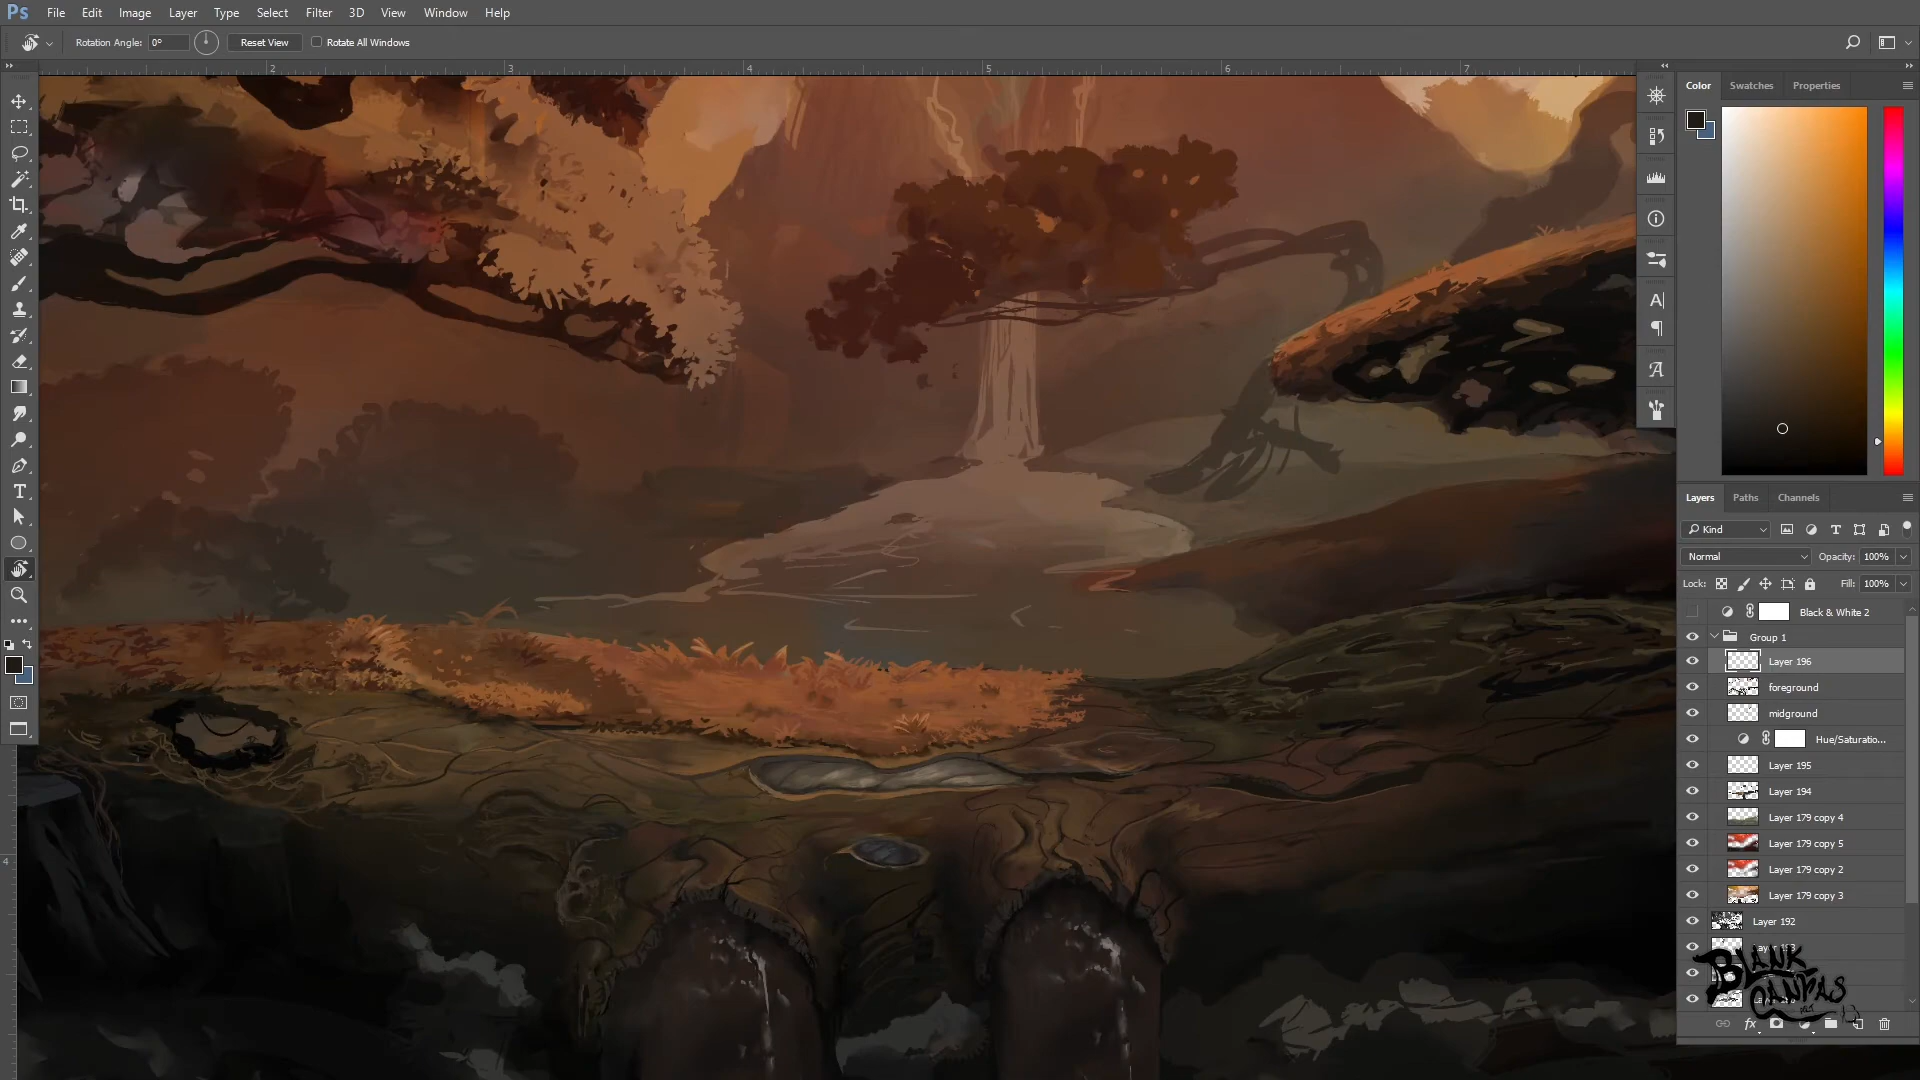 Ps File Edit Image Layer Type Select Filter 3D View Window Help
Rotation Angle: 0° Reset View Rotate All Windows
2 3 4 5 6 7
4
Color Swatches Properties
Layers Paths Channels
Kind
Normal Opacity: 100%
Lock: Fill: 100%
Black & White 2
Group 1
Layer 196
foreground
midground
Hue/Saturatio...
Layer 195
Layer 194
Layer 179 copy 4
Layer 179 copy 5
Layer 179 copy 2
Layer 179 copy 3
Layer 192
BLANK
CANVAS